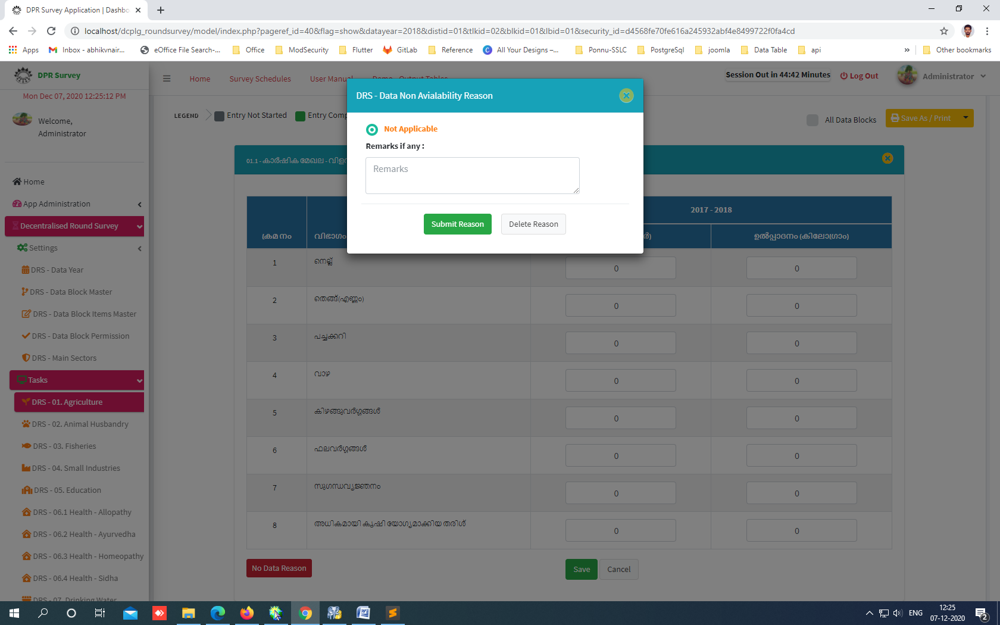 DPR Survey Application | Dashbo
localhost/dcplg_roundsurvey/model/index.php?pageref_id=40&flag=show&datayear=2018&distid=01&tlkid=02&blkid=01&lbid=01&security_id=d4568fe70fe616a245932abf4e8499722f0fa4cd
Apps Inbox - abhikvnair... eOffice File Search-... Office ModSecurity Flutter GitLab Reference All Your Designs –... Ponnu-SSLC PostgreSql joomla Data Table api » Other bookmarks
DPR Survey
Home Survey Schedules User Manual Demo - Output Tables
Session Out in 44:42 Minutes Log Out Administrator
Mon Dec 07, 2020 12:25:12 PM
Welcome,
Administrator
Home
App Administration
Decentralised Round Survey
Settings
DRS - Data Year
DRS - Data Block Master
DRS - Data Block Items Master
DRS - Data Block Permission
DRS - Main Sectors
Tasks
DRS - 01. Agriculture
DRS - 02. Animal Husbandry
DRS - 03. Fisheries
DRS - 04. Small Industries
DRS - 05. Education
DRS - 06.1 Health - Allopathy
DRS - 06.2 Health - Ayurvedha
DRS - 06.3 Health - Homeopathy
DRS - 06.4 Health - Sidha
DRS - 07. Drinking Water
LEGEND Entry Not Started Entry Comp
All Data Blocks Save As / Print
DRS - Data Non Avialability Reason
Not Applicable
Remarks if any :
Remarks
Submit Reason Delete Reason
01.1 - കാർഷിക മേഖല - വിള
2017 - 2018
ക്രമ നം വിഭാഗം ർ) ഉൽപ്പാദനം (കിലോഗ്രാം)
1 നെല്ല് 0 0
2 തെങ്ങ്(എണ്ണം) 0 0
3 പച്ചക്കറി 0 0
4 വാഴ 0 0
5 കിഴങ്ങുവർഗ്ഗങ്ങൾ 0 0
6 ഫലവർഗ്ഗങ്ങൾ 0 0
7 സുഗന്ധവ്യജ്ഞനം 0 0
8 അധികമായി കൃഷി യോഗ്യമാക്കിയ തരിശ് 0 0
No Data Reason Save Cancel
ENG
12:25
07-12-2020
2